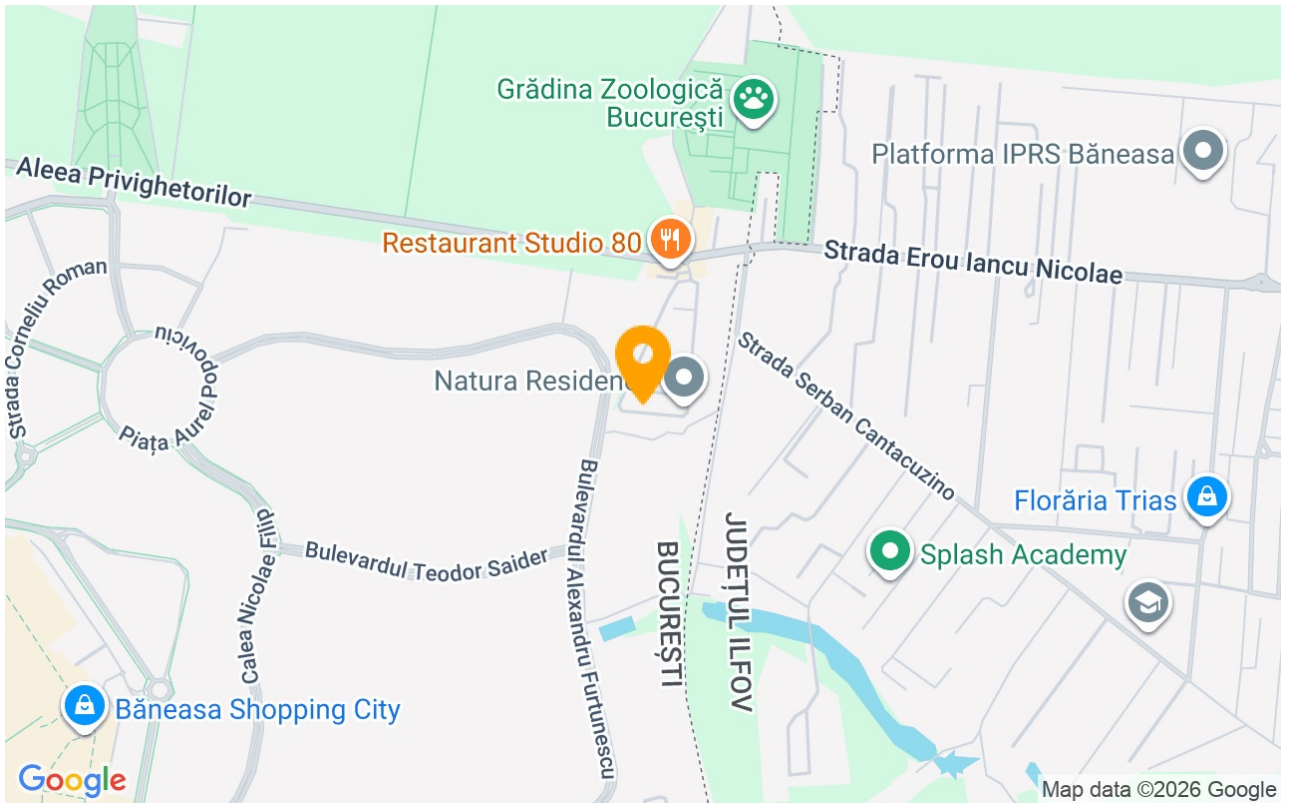 Grădina Zoologică
București
Platforma IPRS Băneasa
Aleea Privighetorilor
Restaurant Studio 80
Strada Erou Iancu Nicolae
Strada Corneliu Roman
Popoviciu
Piața Aurel
Natura Residen
Strada Serban Cantacuzino
Florăria Trias
Calea Nicolae Filip
Bulevardul Teodor Saider
Bulevardul Alexandru Furtunescu
BUCUREȘTI
JUDEȚUL ILFOV
Splash Academy
Băneasa Shopping City
Google
Map data ©2026 Google